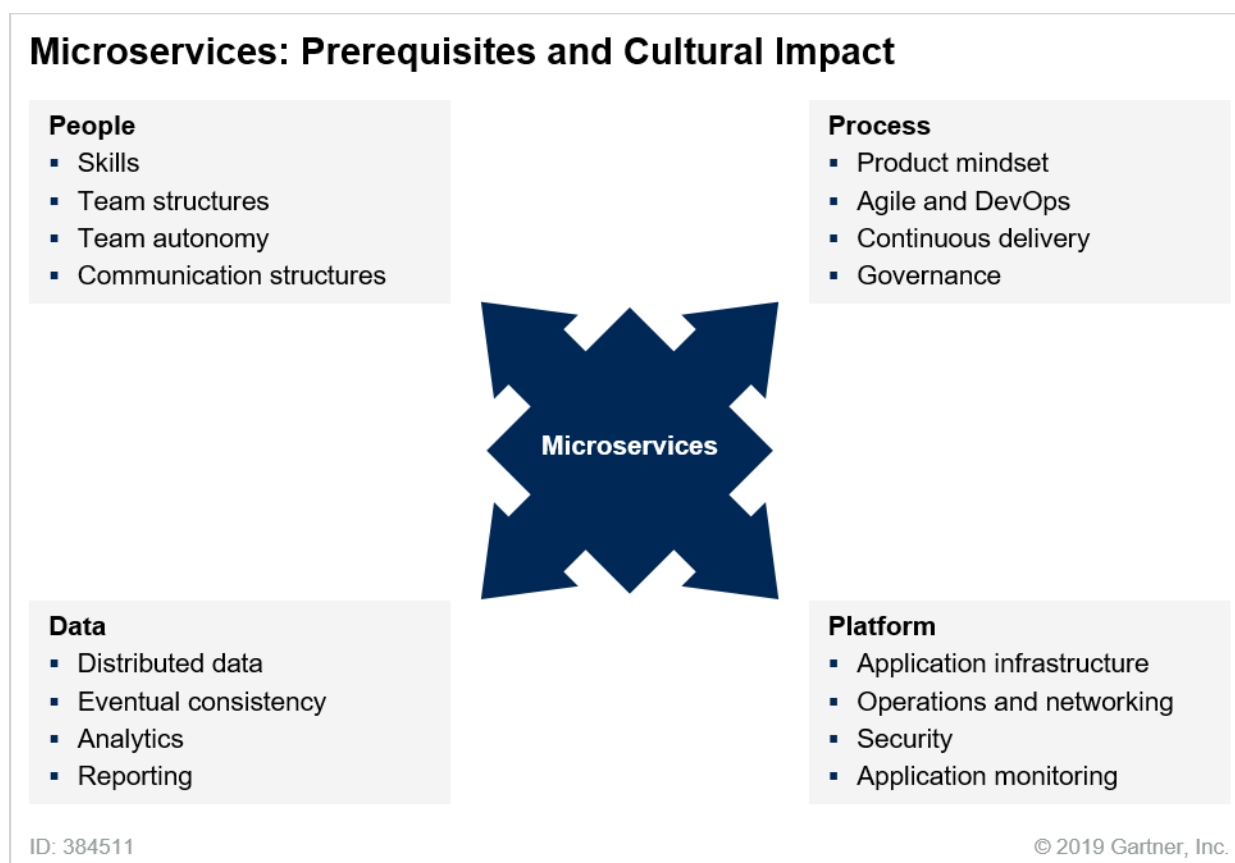 Microservices: Prerequisites and Cultural Impact
People
▪ Skills
▪ Team structures
▪ Team autonomy
▪ Communication structures
Process
▪ Product mindset
▪ Agile and DevOps
▪ Continuous delivery
▪ Governance
Microservices
Data
▪ Distributed data
▪ Eventual consistency
▪ Analytics
▪ Reporting
Platform
▪ Application infrastructure
▪ Operations and networking
▪ Security
▪ Application monitoring
ID: 384511
© 2019 Gartner, Inc.